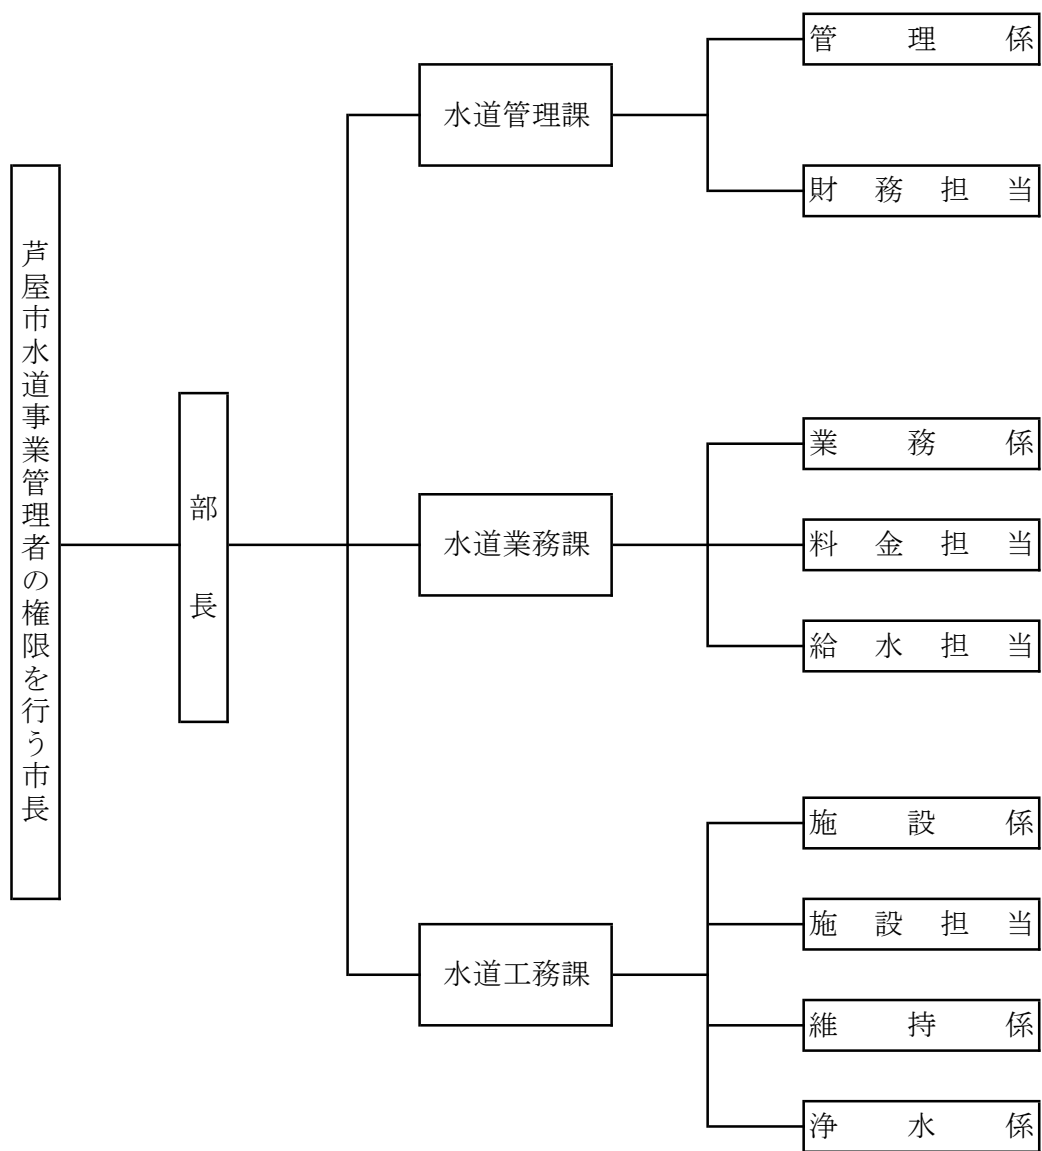 芦屋市水道事業管理者の権限を行う市長
部長
水道管理課
管理係
財務担当
水道業務課
業務係
料金担当
給水担当
水道工務課
施設係
施設担当
維持係
浄水係